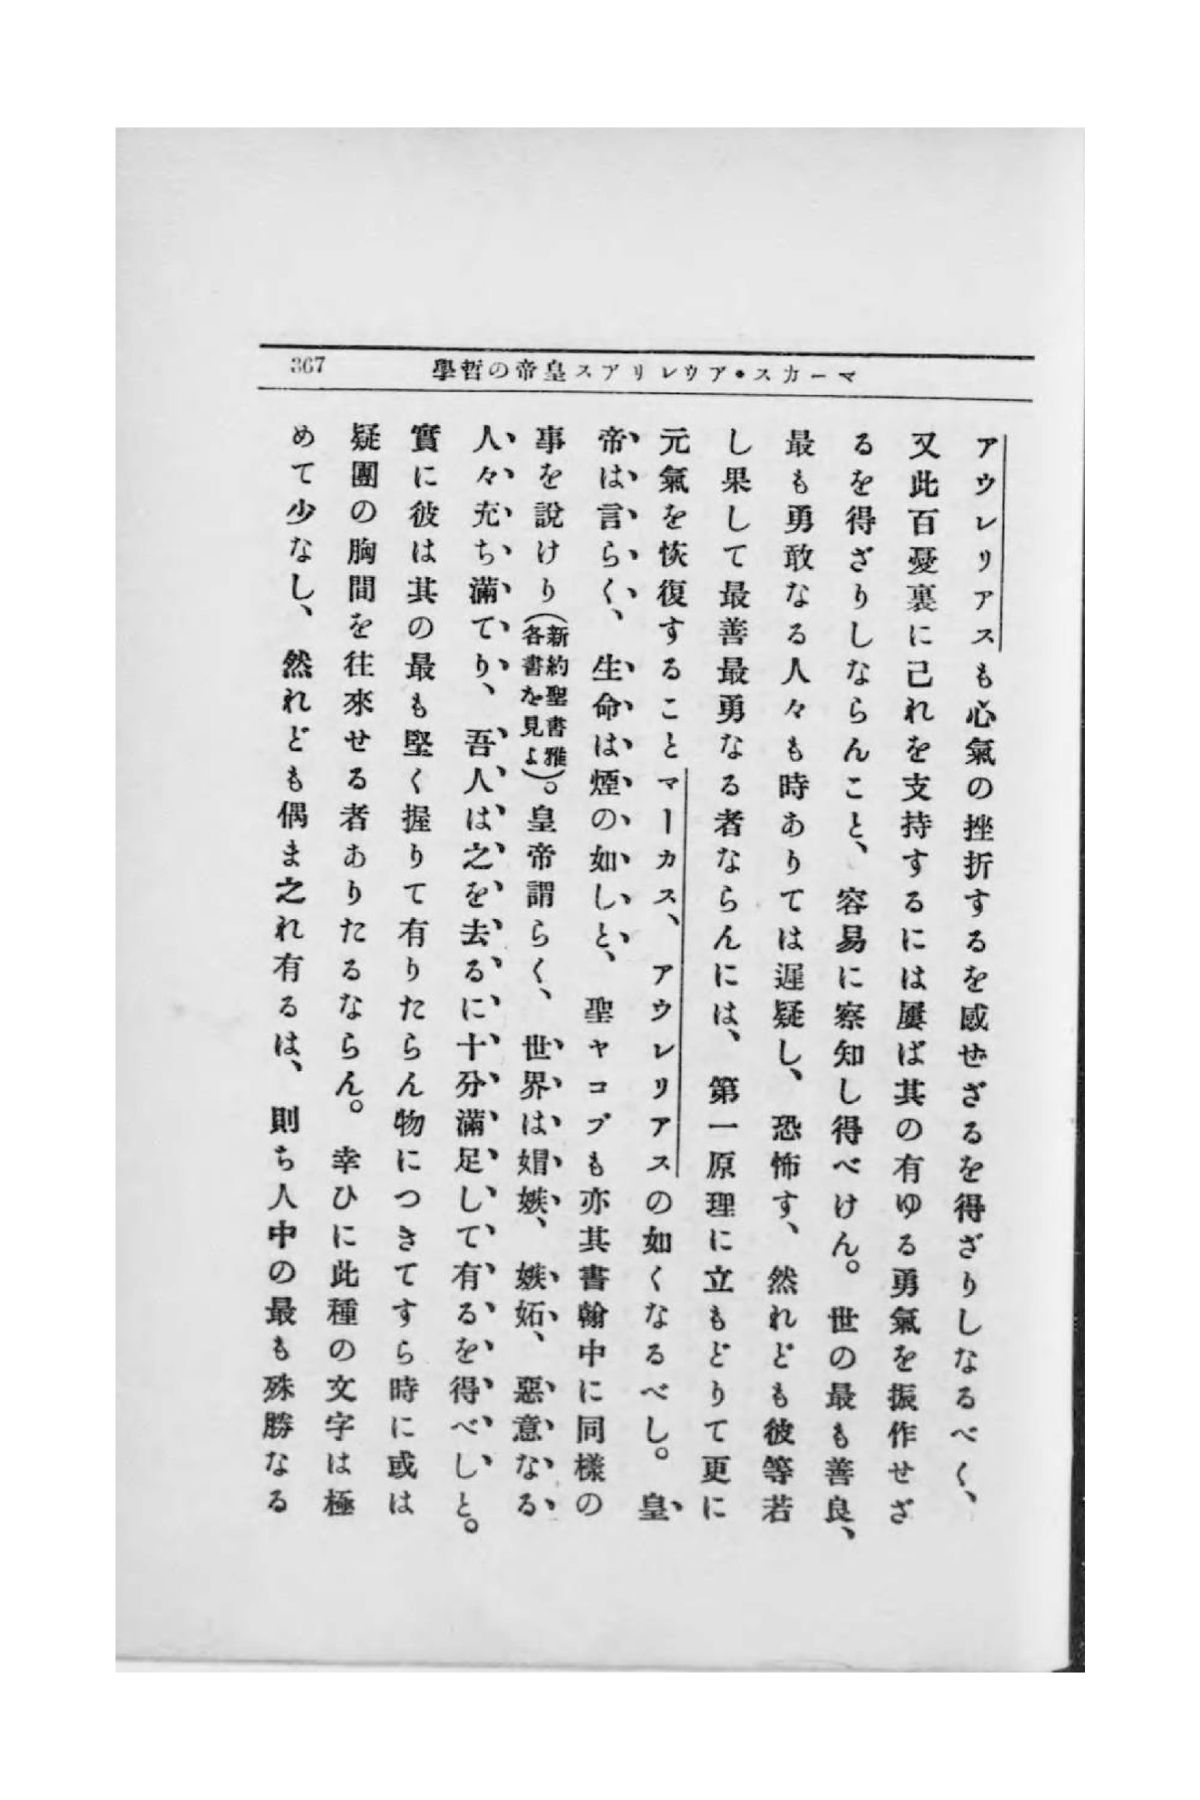 マーカス・アウレリアス皇帝の哲學
367
アウレリアスも心氣の挫折するを感せざるを得ざりしなるべく、
又此百憂裏に己れを支持するには屢ば其の有ゆる勇氣を振作せざ
るを得ざりしならんこと、容易に察知し得べけん。世の最も善良、
最も勇敢なる人々も時ありては遲疑し、恐怖す、然れども彼等若
し果して最善最勇なる者ならんには、第一原理に立もどりて更に
元氣を恢復することマーカス、アウレリアスの如くなるべし。皇
帝は言らく、生命は煙の如しと、聖ヤコブも亦其書翰中に同樣の
事を說けり(新約聖書雅各書を見よ)。皇帝謂らく、世界は媢嫉、嫉妬、惡意なる
人々充ち滿てり、吾人は之を去るに十分滿足して有るを得べしと。
實に彼は其の最も堅く握りて有りたらん物につきてすら時に或は
疑團の胸間を往來せる者ありたるならん。幸ひに此種の文字は極
めて少なし、然れども偶ま之れ有るは、則ち人中の最も殊勝なる